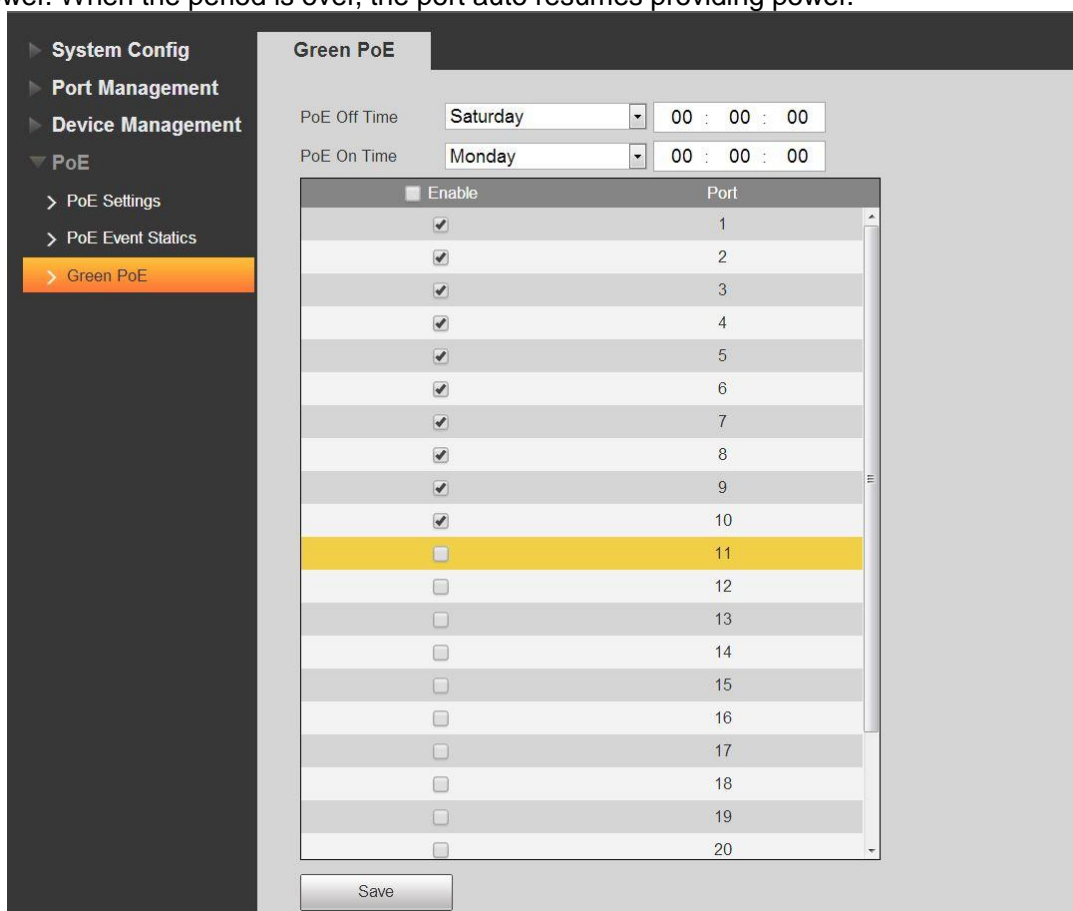 wer. When the period is over, the port auto resumes providing power.
System Config
Port Management
Device Management
PoE
PoE Settings
PoE Event Statics
Green PoE
Green PoE
PoE Off Time Saturday 00 : 00 : 00
PoE On Time Monday 00 : 00 : 00
Enable Port
1
2
3
4
5
6
7
8
9
10
11
12
13
14
15
16
17
18
19
20
Save